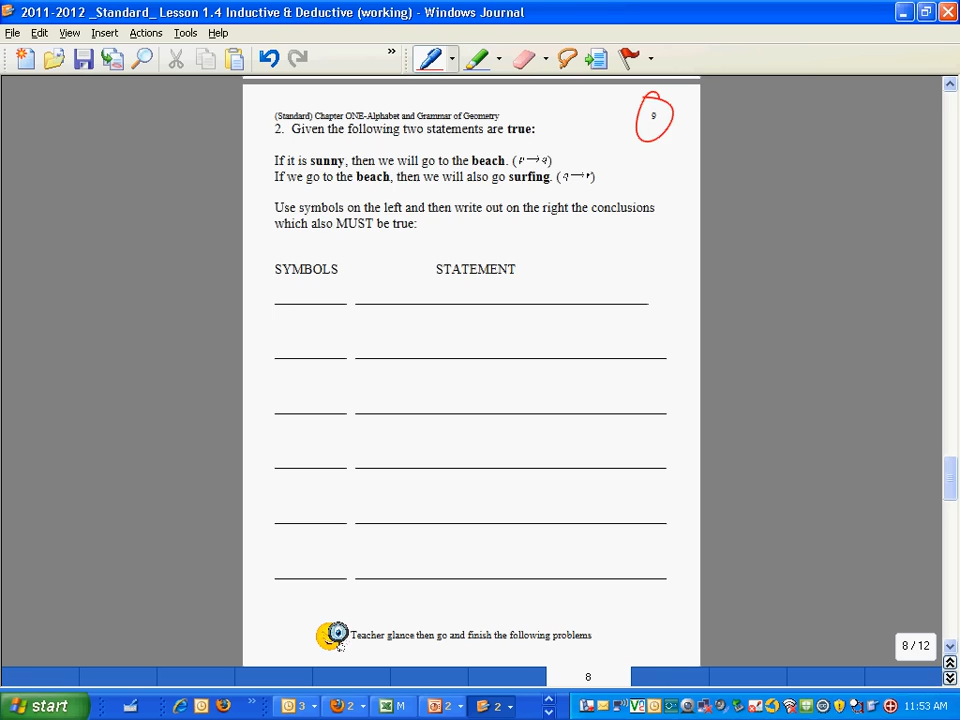 2011-2012 _Standard_ Lesson 1.4 Inductive & Deductive (working) - Windows Journal
File Edit View Insert Actions Tools Help
»
(Standard) Chapter ONE-Alphabet and Grammar of Geometry 9
2. Given the following two statements are true:
If it is sunny, then we will go to the beach. (p→q)
If we go to the beach, then we will also go surfing. (q→r)
Use symbols on the left and then write out on the right the conclusions
which also MUST be true:
SYMBOLS STATEMENT
Teacher glance then go and finish the following problems
8 / 12
8
start » 3 2 M 2 2 11:53 AM